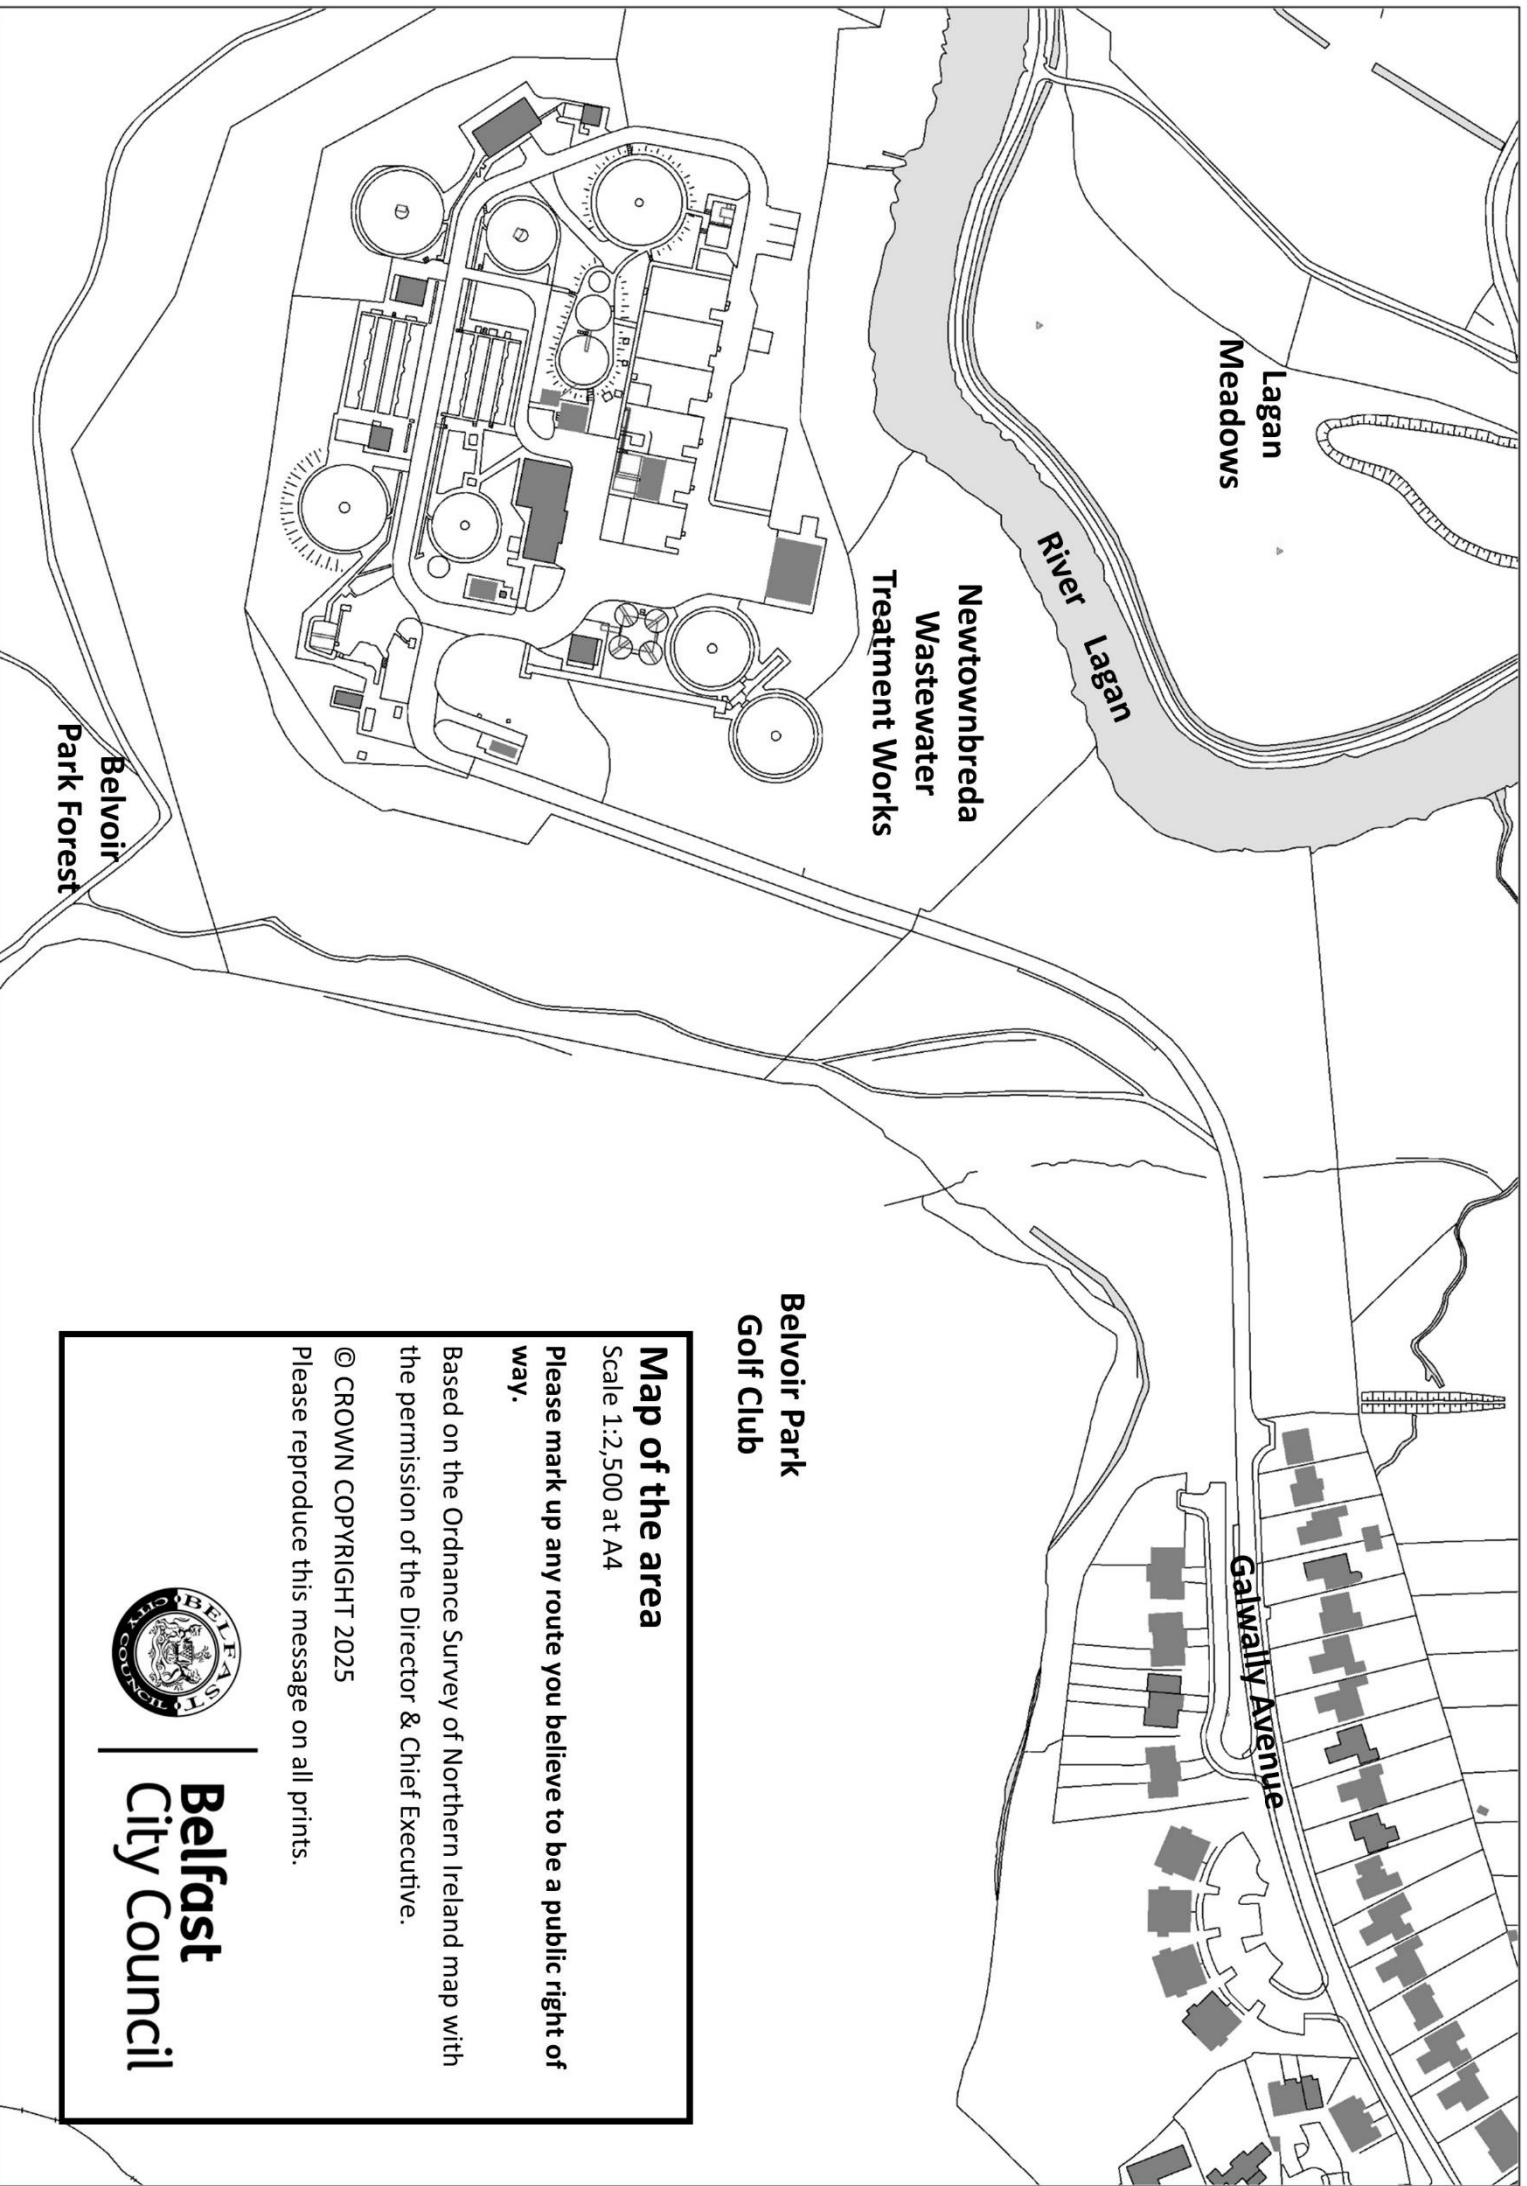 Lagan
Meadows
River Lagan
Newtownbreda
Wastewater
Treatment Works
Belvoir
Park Forest
Belvoir Park
Golf Club
Galwally Avenue
Map of the area
Scale 1:2,500 at A4
Please mark up any route you believe to be a public right of
way.
Based on the Ordnance Survey of Northern Ireland map with
the permission of the Director & Chief Executive.
© CROWN COPYRIGHT 2025
Please reproduce this message on all prints.
BELFAST
CITY COUNCIL
Belfast
City Council